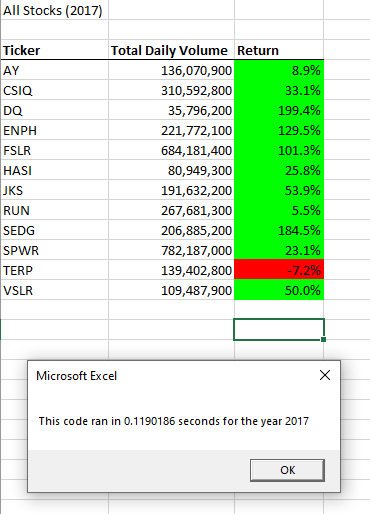 All Stocks (2017)
Ticker Total Daily Volume Return
AY 136,070,900 8.9%
CSIQ 310,592,800 33.1%
DQ 35,796,200 199.4%
ENPH 221,772,100 129.5%
FSLR 684,181,400 101.3%
HASI 80,949,300 25.8%
JKS 191,632,200 53.9%
RUN 267,681,300 5.5%
SEDG 206,885,200 184.5%
SPWR 782,187,000 23.1%
TERP 139,402,800 -7.2%
VSLR 109,487,900 50.0%
Microsoft Excel
This code ran in 0.1190186 seconds for the year 2017
OK